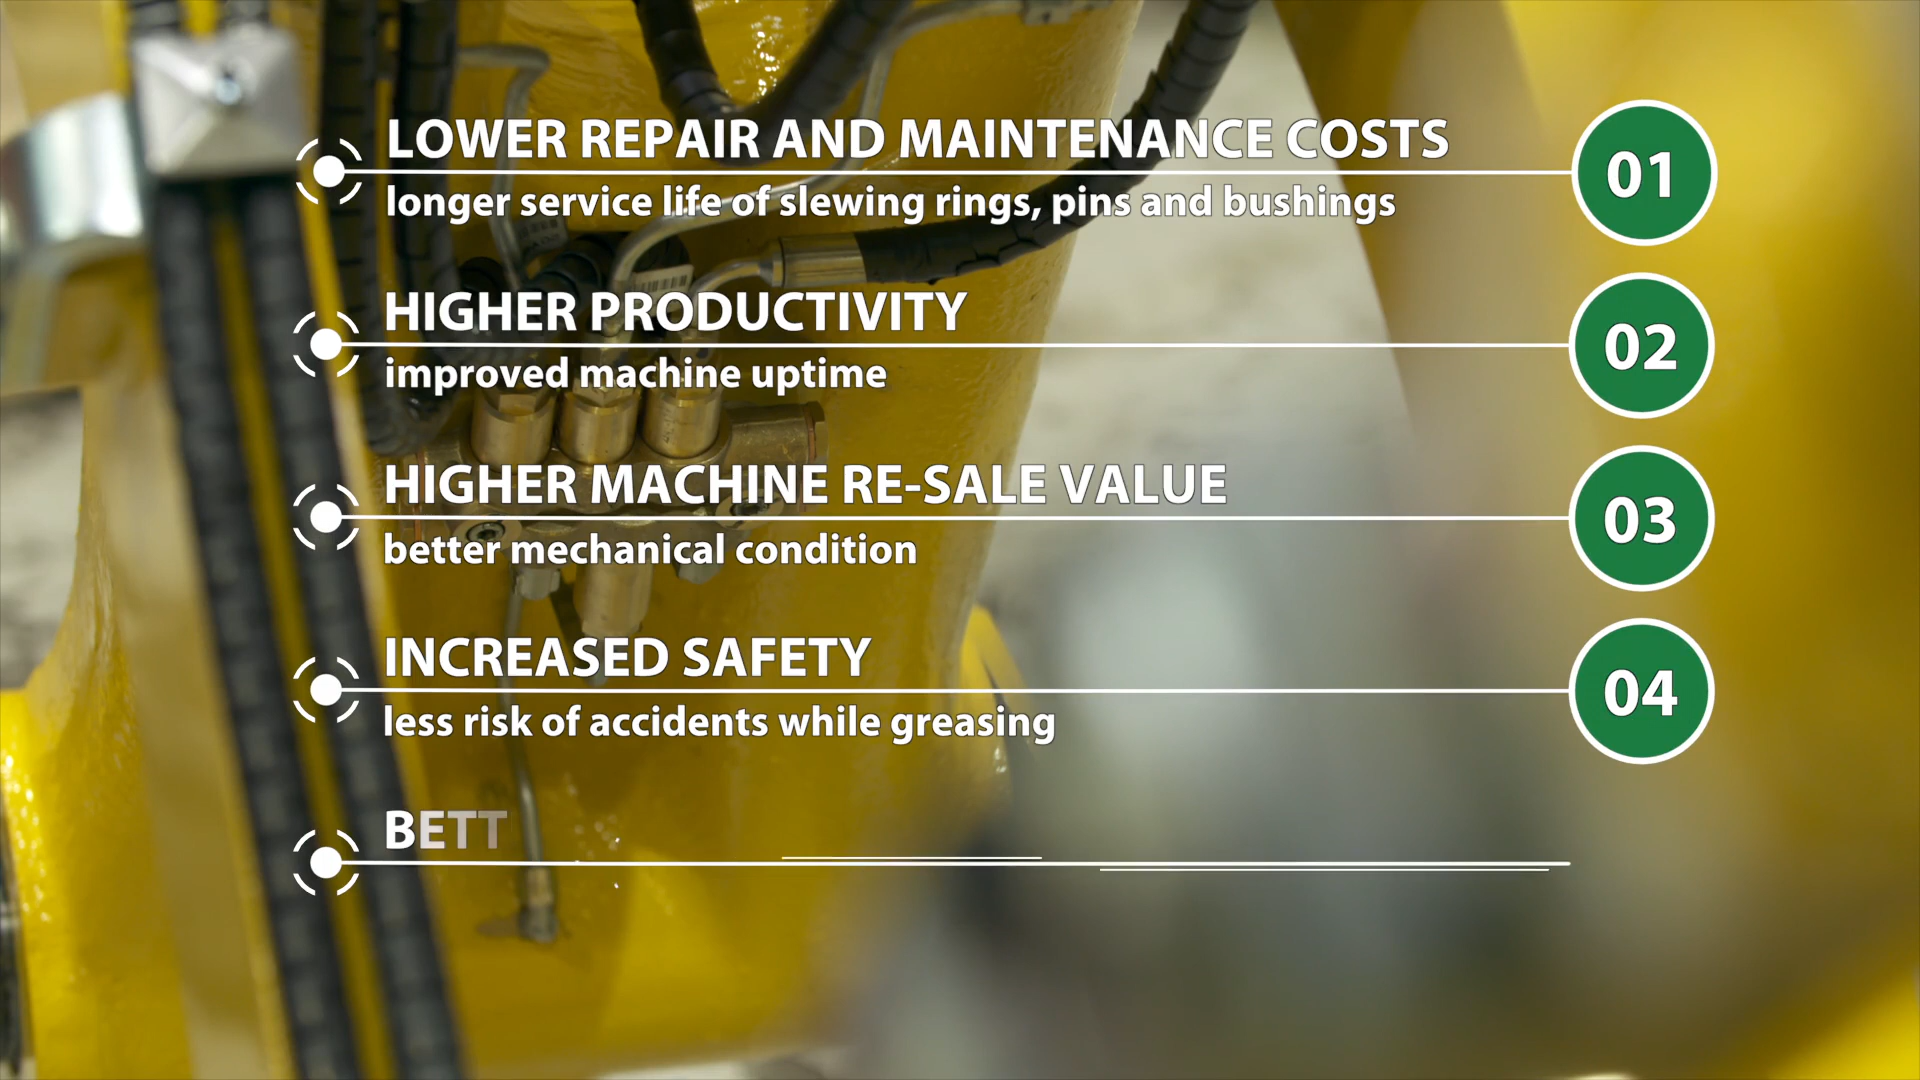 LOWER REPAIR AND MAINTENANCE COSTS
01
longer service life of slewing rings, pins and bushings
HIGHER PRODUCTIVITY
02
improved machine uptime
HIGHER MACHINE RE-SALE VALUE
03
better mechanical condition
INCREASED SAFETY
04
less risk of accidents while greasing
BETT